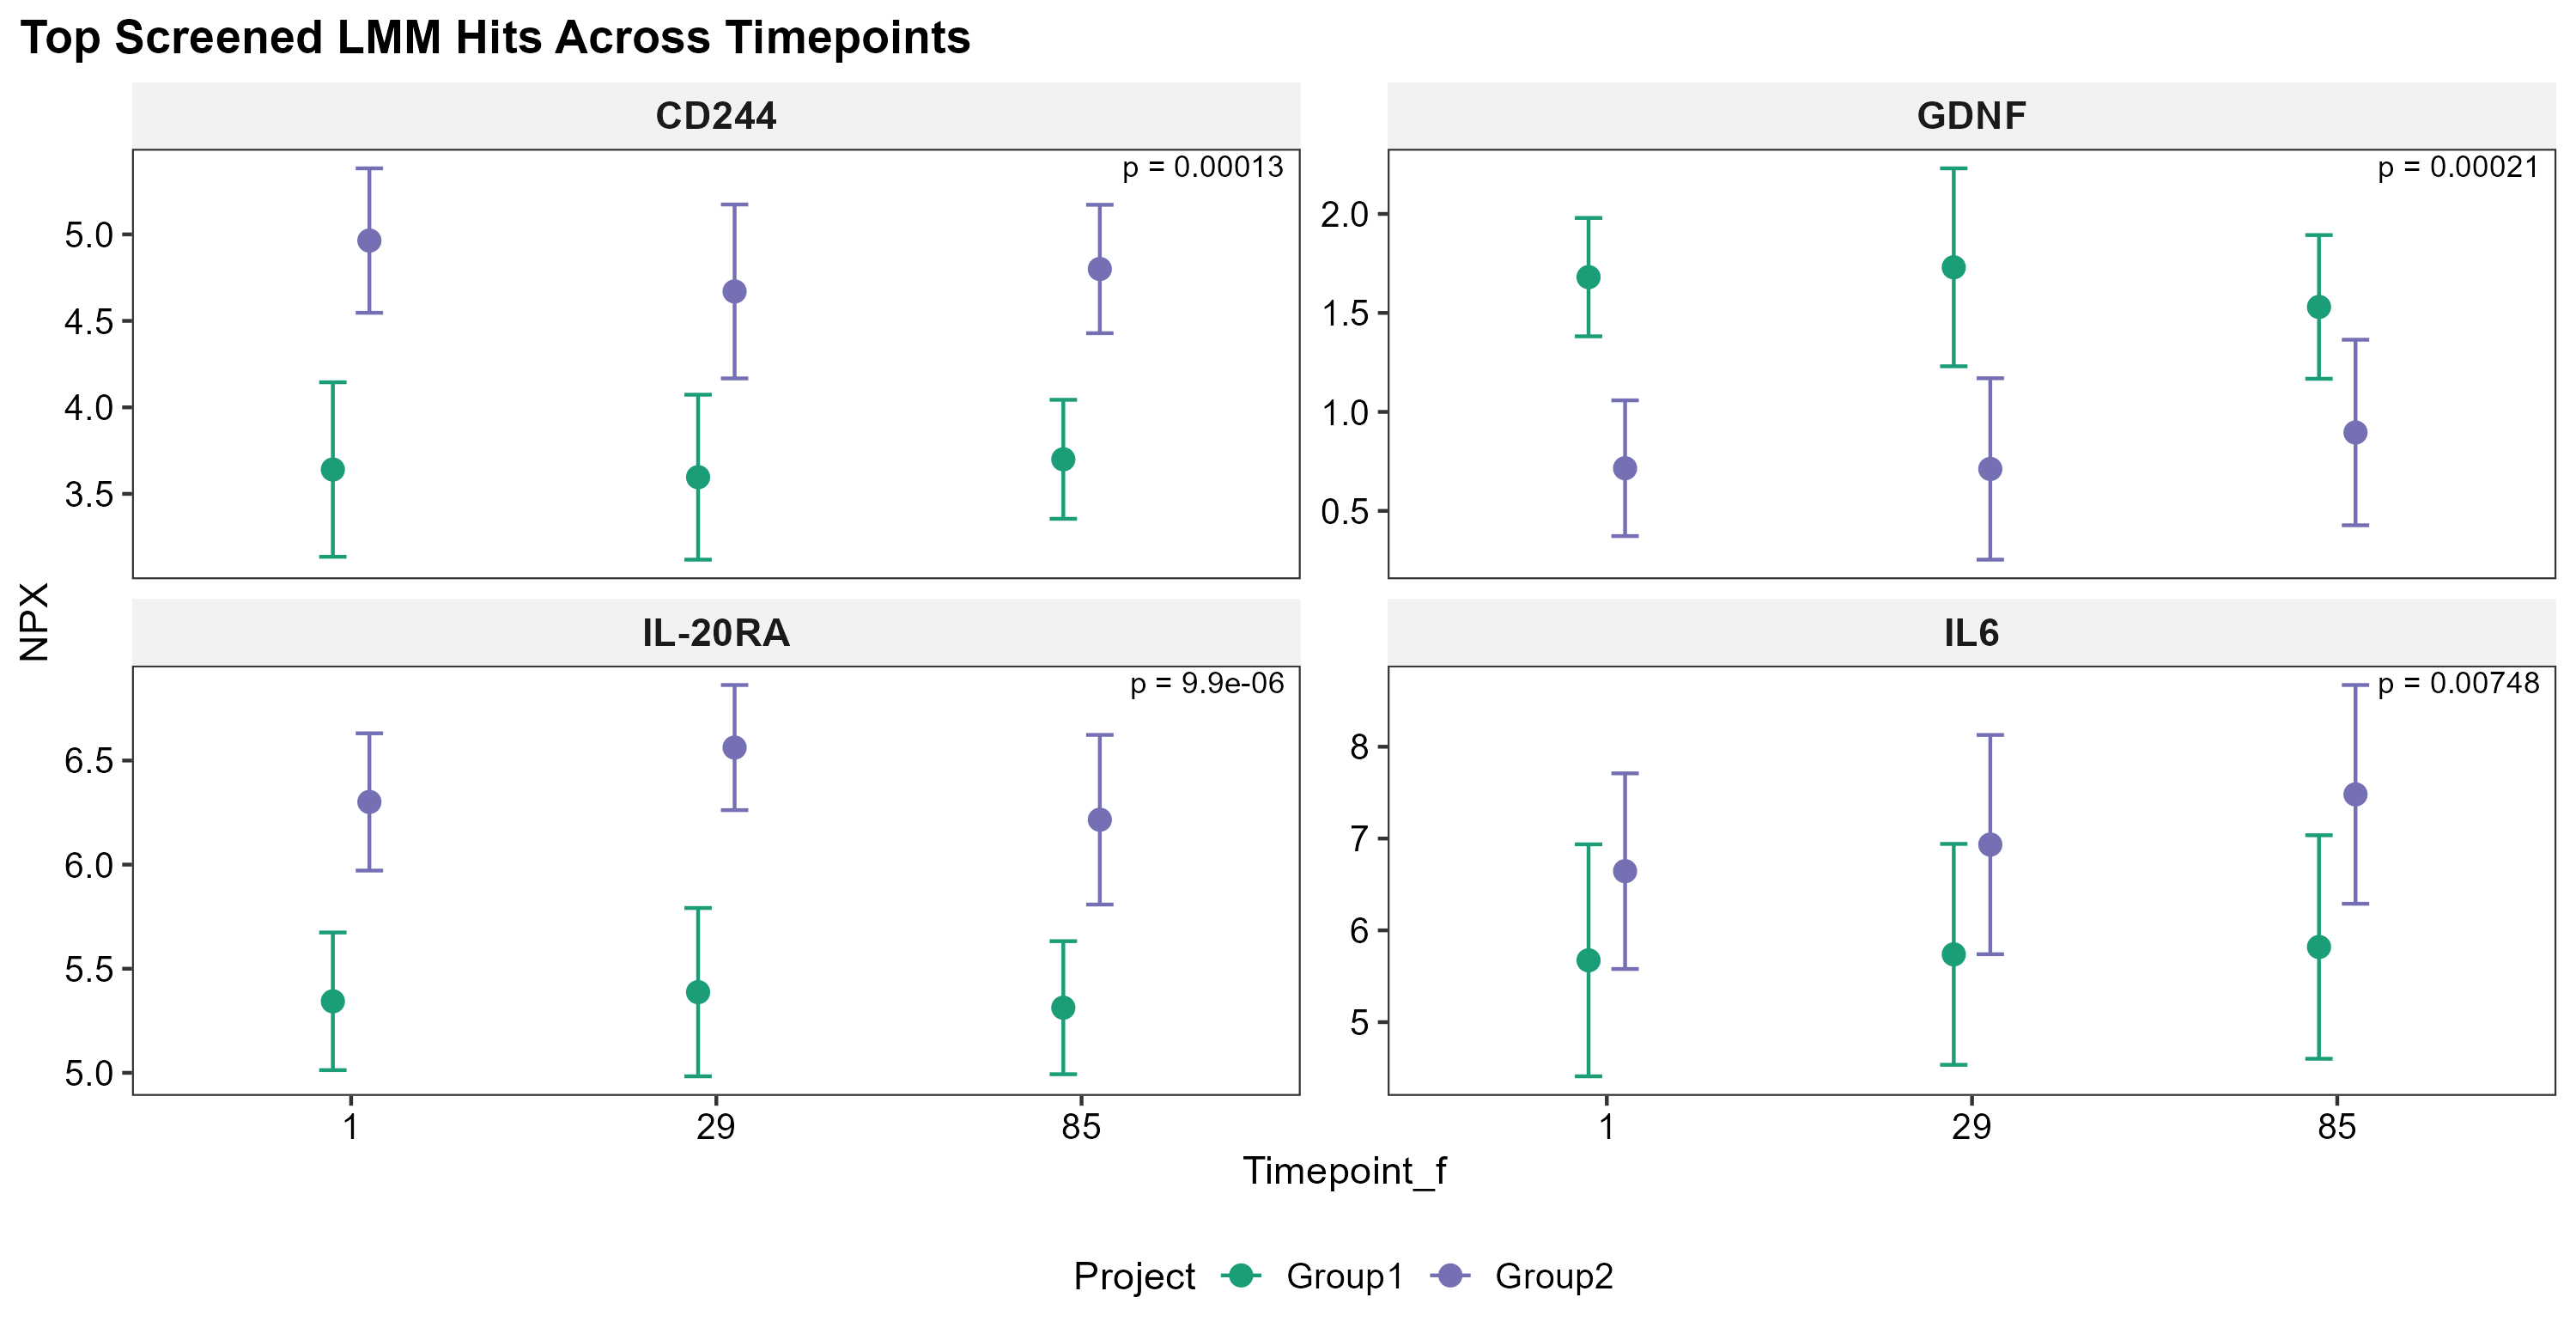 Top Screened LMM Hits Across Timepoints
CD244
p = 0.00013
5.0
4.5
4.0
3.5
GDNF
p = 0.00021
2.0
1.5
1.0
0.5
NPX
IL-20RA
p = 9.9e-06
6.5
6.0
5.5
5.0
1 29 85
IL6
p = 0.00748
8
7
6
5
1 29 85
Timepoint_f
Project Group1 Group2